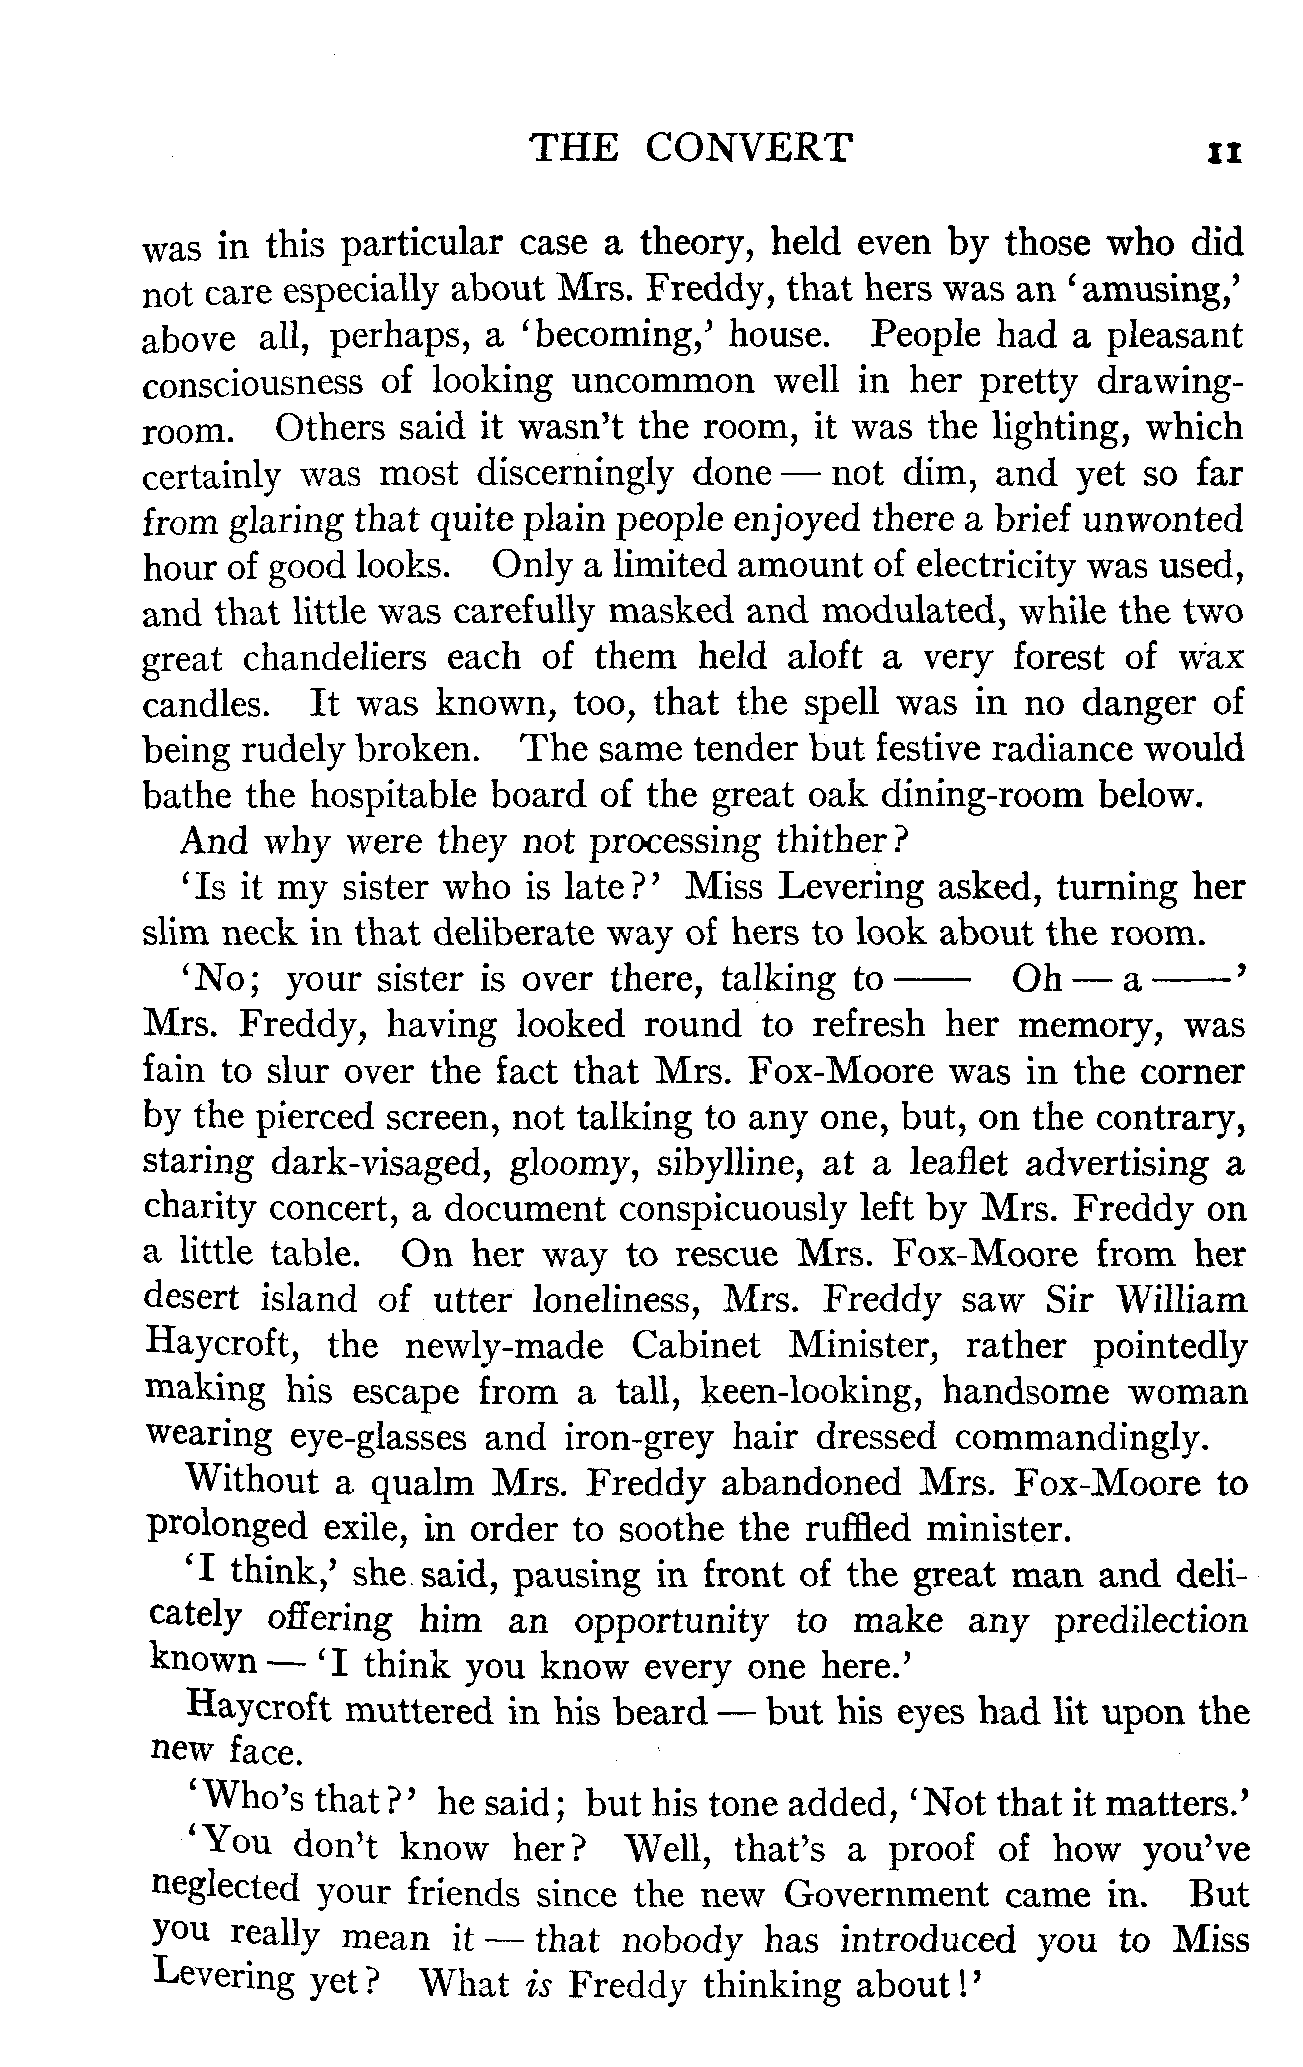 THE CONVERT 11
was in this particular case a theory, held even by those who did
not care especially about Mrs. Freddy, that hers was an ‘amusing,’
above all, perhaps, a ‘becoming,’ house. People had a pleasant
consciousness of looking uncommon well in her pretty drawing-
room. Others said it wasn’t the room, it was the lighting, which
certainly was most discerningly done — not dim, and yet so far
from glaring that quite plain people enjoyed there a brief unwonted
hour of good looks. Only a limited amount of electricity was used,
and that little was carefully masked and modulated, while the two
great chandeliers each of them held aloft a very forest of wax
candles. It was known, too, that the spell was in no danger of
being rudely broken. The same tender but festive radiance would
bathe the hospitable board of the great oak dining-room below.
And why were they not processing thither?
‘Is it my sister who is late?’ Miss Levering asked, turning her
slim neck in that deliberate way of hers to look about the room.
‘No; your sister is over there, talking to —— Oh — a ——’
Mrs. Freddy, having looked round to refresh her memory, was
fain to slur over the fact that Mrs. Fox-Moore was in the corner
by the pierced screen, not talking to any one, but, on the contrary,
staring dark-visaged, gloomy, sibylline, at a leaflet advertising a
charity concert, a document conspicuously left by Mrs. Freddy on
a little table. On her way to rescue Mrs. Fox-Moore from her
desert island of utter loneliness, Mrs. Freddy saw Sir William
Haycroft, the newly-made Cabinet Minister, rather pointedly
making his escape from a tall, keen-looking, handsome woman
wearing eye-glasses and iron-grey hair dressed commandingly.
Without a qualm Mrs. Freddy abandoned Mrs. Fox-Moore to
prolonged exile, in order to soothe the ruffled minister.
‘I think,’ she said, pausing in front of the great man and deli-
cately offering him an opportunity to make any predilection
known — ‘I think you know every one here.’
Haycroft muttered in his beard — but his eyes had lit upon the
new face.
‘Who’s that?’ he said; but his tone added, ‘Not that it matters.’
‘You don’t know her? Well, that’s a proof of how you’ve
neglected your friends since the new Government came in. But
you really mean it — that nobody has introduced you to Miss
Levering yet? What is Freddy thinking about!’